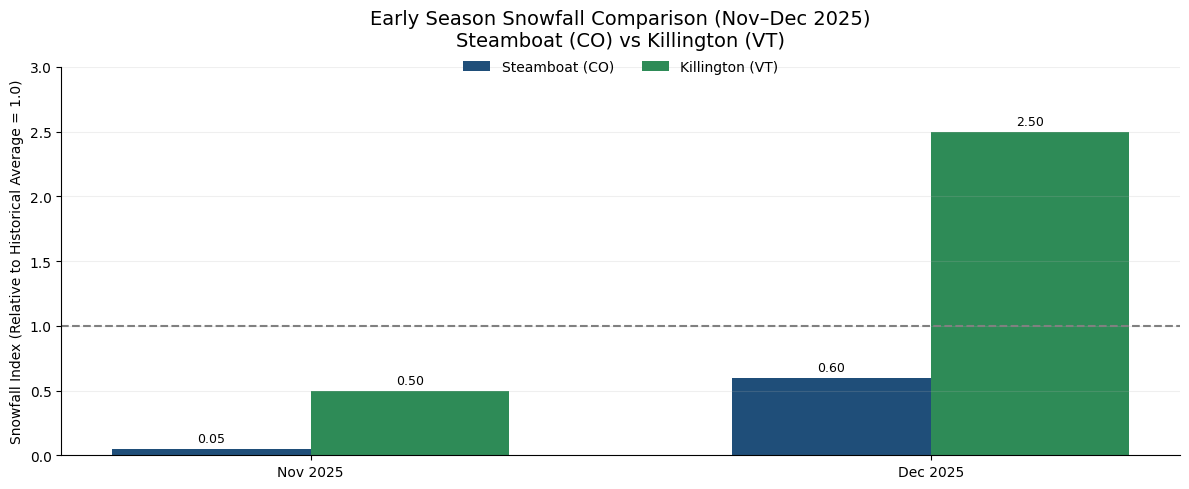 Early Season Snowfall Comparison (Nov–Dec 2025)
Steamboat (CO) vs Killington (VT)
Steamboat (CO)
Killington (VT)
Snowfall Index (Relative to Historical Average = 1.0)
3.0
2.5
2.0
1.5
1.0
0.5
0.0
0.05
0.50
0.60
2.50
Nov 2025
Dec 2025